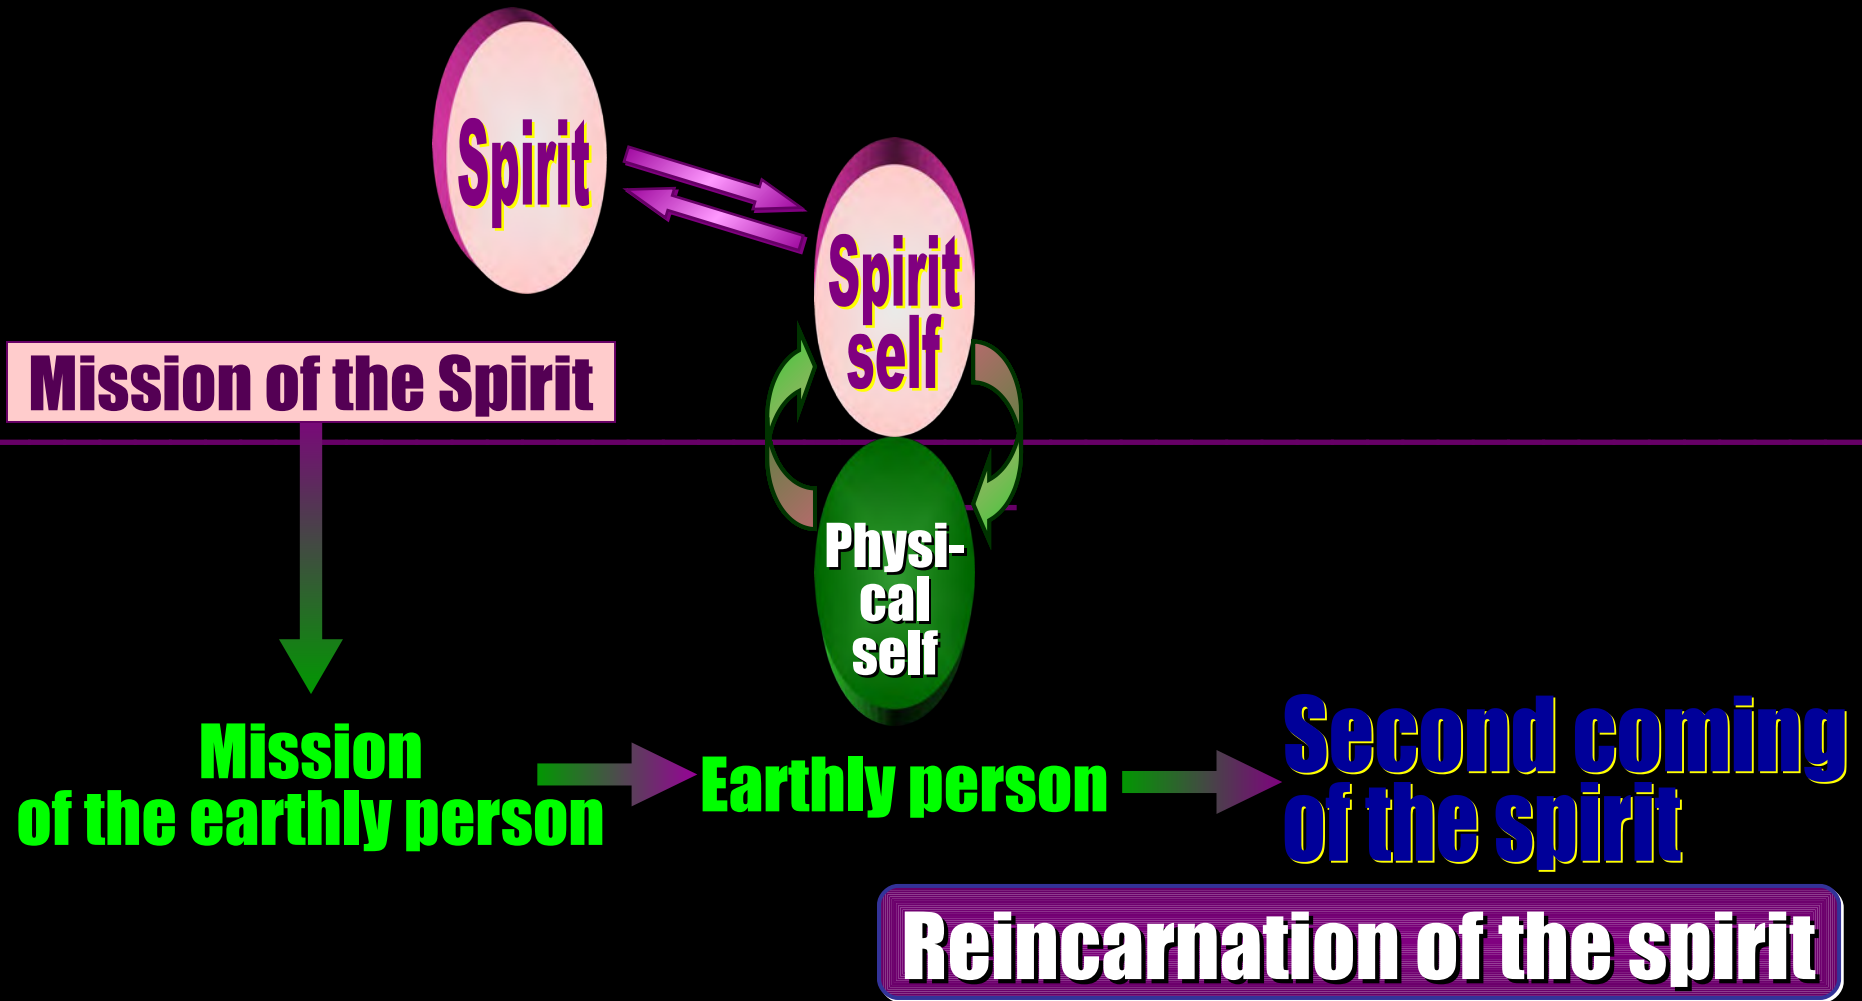 Spirit
Spirit
self
Mission of the Spirit
Physi-
cal
self
Mission
of the earthly person
Earthly person
Second coming
of the spirit
Reincarnation of the spirit